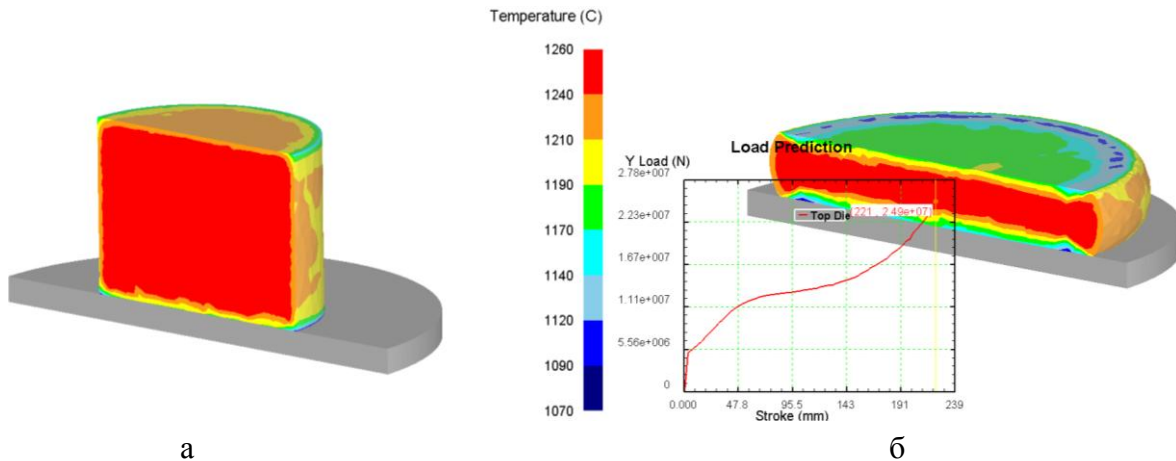 Temperature (C)
1260
1240
1210
1190
1170
1140
1120
1090
1070
Load Prediction
Y Load (N)
2.78e+007
2.23e+007
1.67e+007
1.11e+007
5.56e+006
0
Top Die
(221 , 2.49e+07)
0.000 47.8 95.5 143 191 239
Stroke (mm)
а б